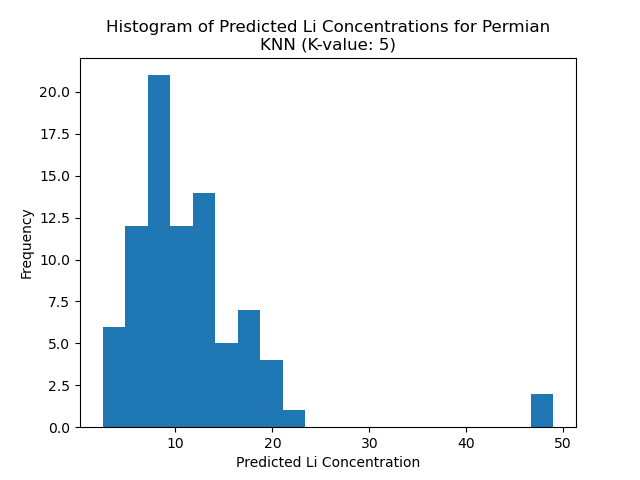 Histogram of Predicted Li Concentrations for Permian
KNN (K-value: 5)
20.0
17.5
15.0
12.5
10.0
7.5
5.0
2.5
0.0
Frequency
10 20 30 40 50
Predicted Li Concentration